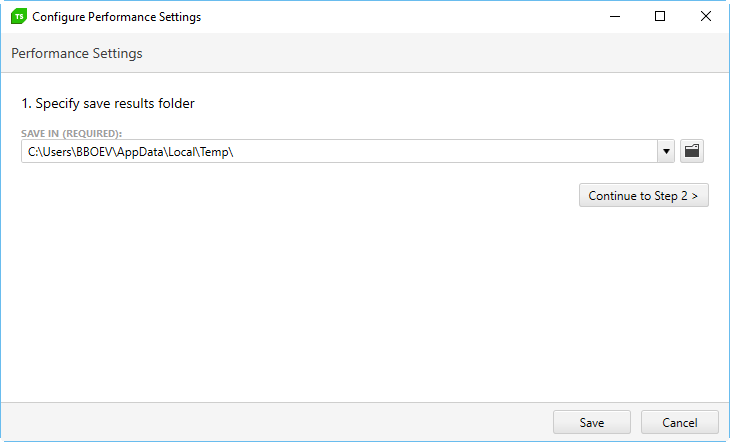 TS Configure Performance Settings
Performance Settings
1. Specify save results folder
SAVE IN (REQUIRED):
C:\Users\BBOEV\AppData\Local\Temp\
Continue to Step 2 >
Save Cancel